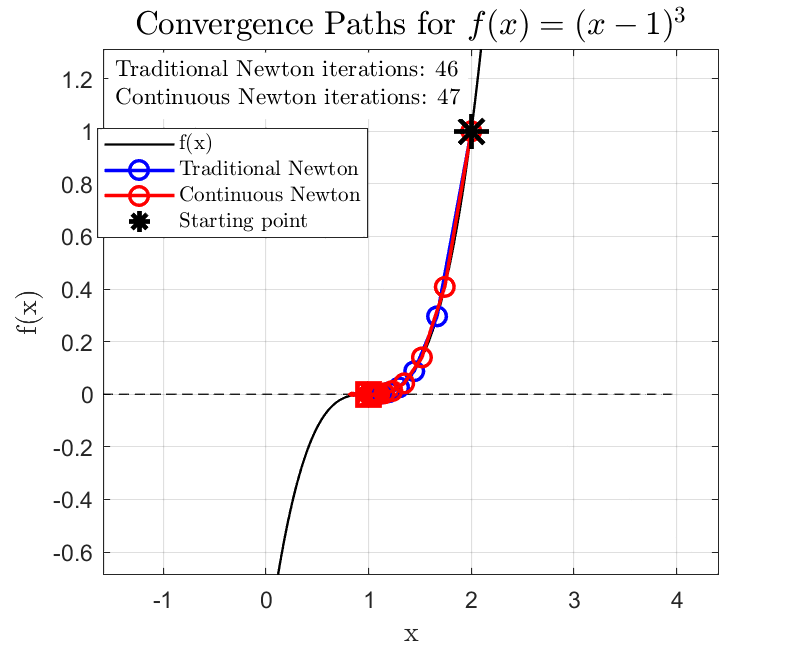 Convergence Paths for f(x) = (x − 1)³
Traditional Newton iterations: 46
Continuous Newton iterations: 47
f(x)
Traditional Newton
Continuous Newton
Starting point
1.2
1
0.8
0.6
0.4
0.2
0
-0.2
-0.4
-0.6
f(x)
-1 0 1 2 3 4
x